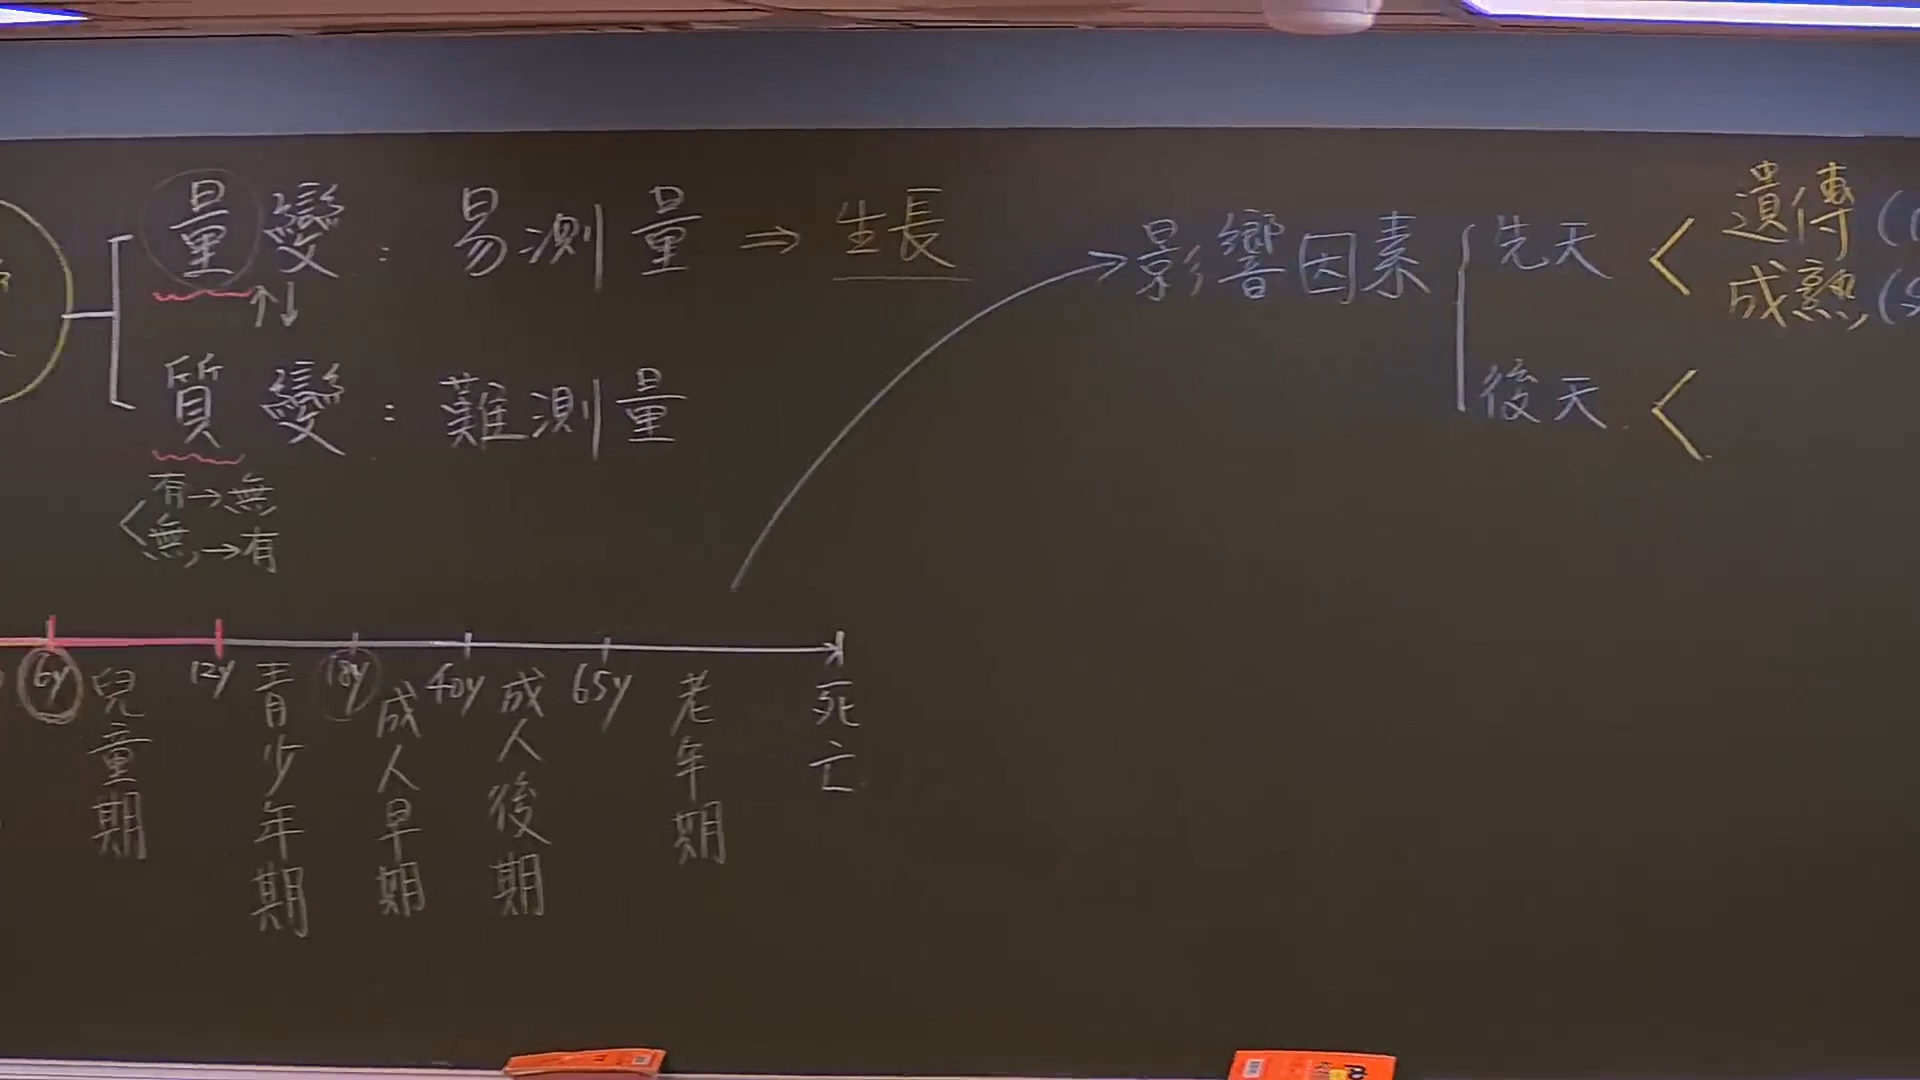 量變：易測量⇒生長
↑↓
質變：難測量
有→無
無→有
→影響因素
先天
遺傳(
成熟(
後天
6y
12y
18y
40y
65y
兒童期
青少年期
成人早期
成人後期
老年期
死亡